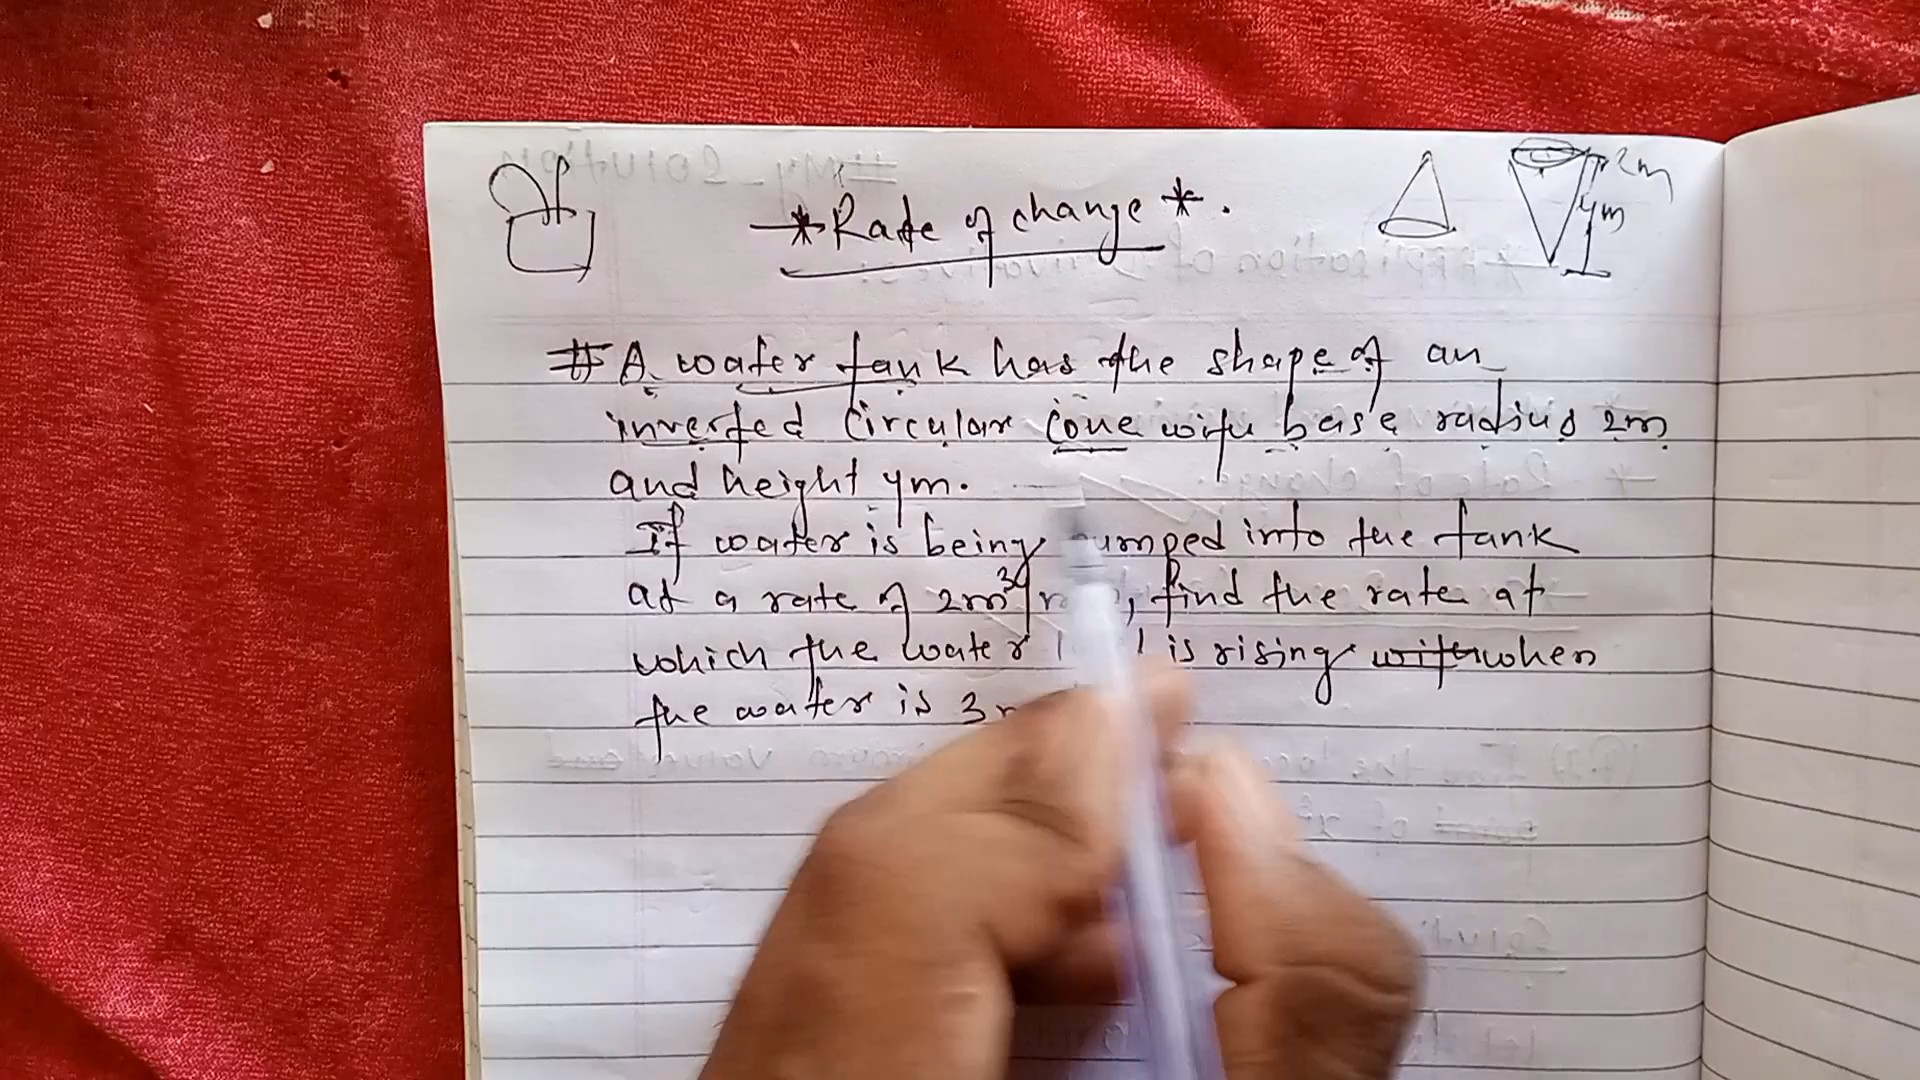 *Rate of change*.
2m
4m
# A water tank has the shape of an
inverted circular cone with base radius 2m
and height 4m.
If water is being pumped into the tank
at a rate of 2m³/, find the rate at
which the water is rising when
the water is 3